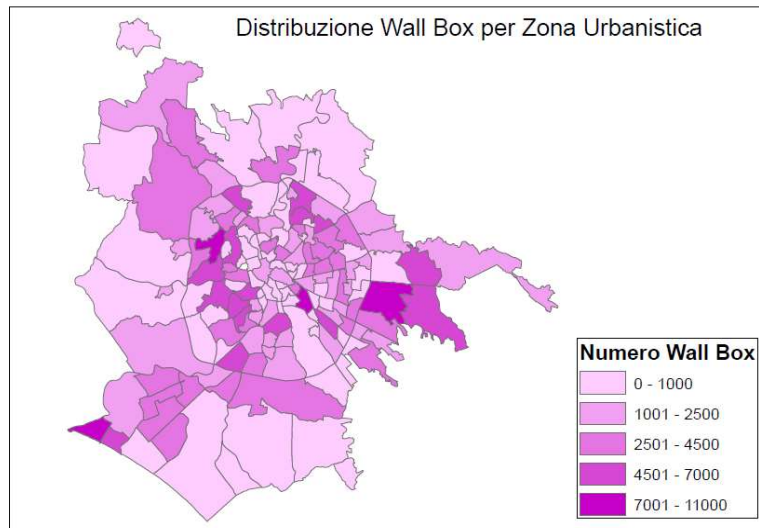 Distribuzione Wall Box per Zona Urbanistica
Numero Wall Box
0 - 1000
1001 - 2500
2501 - 4500
4501 - 7000
7001 - 11000